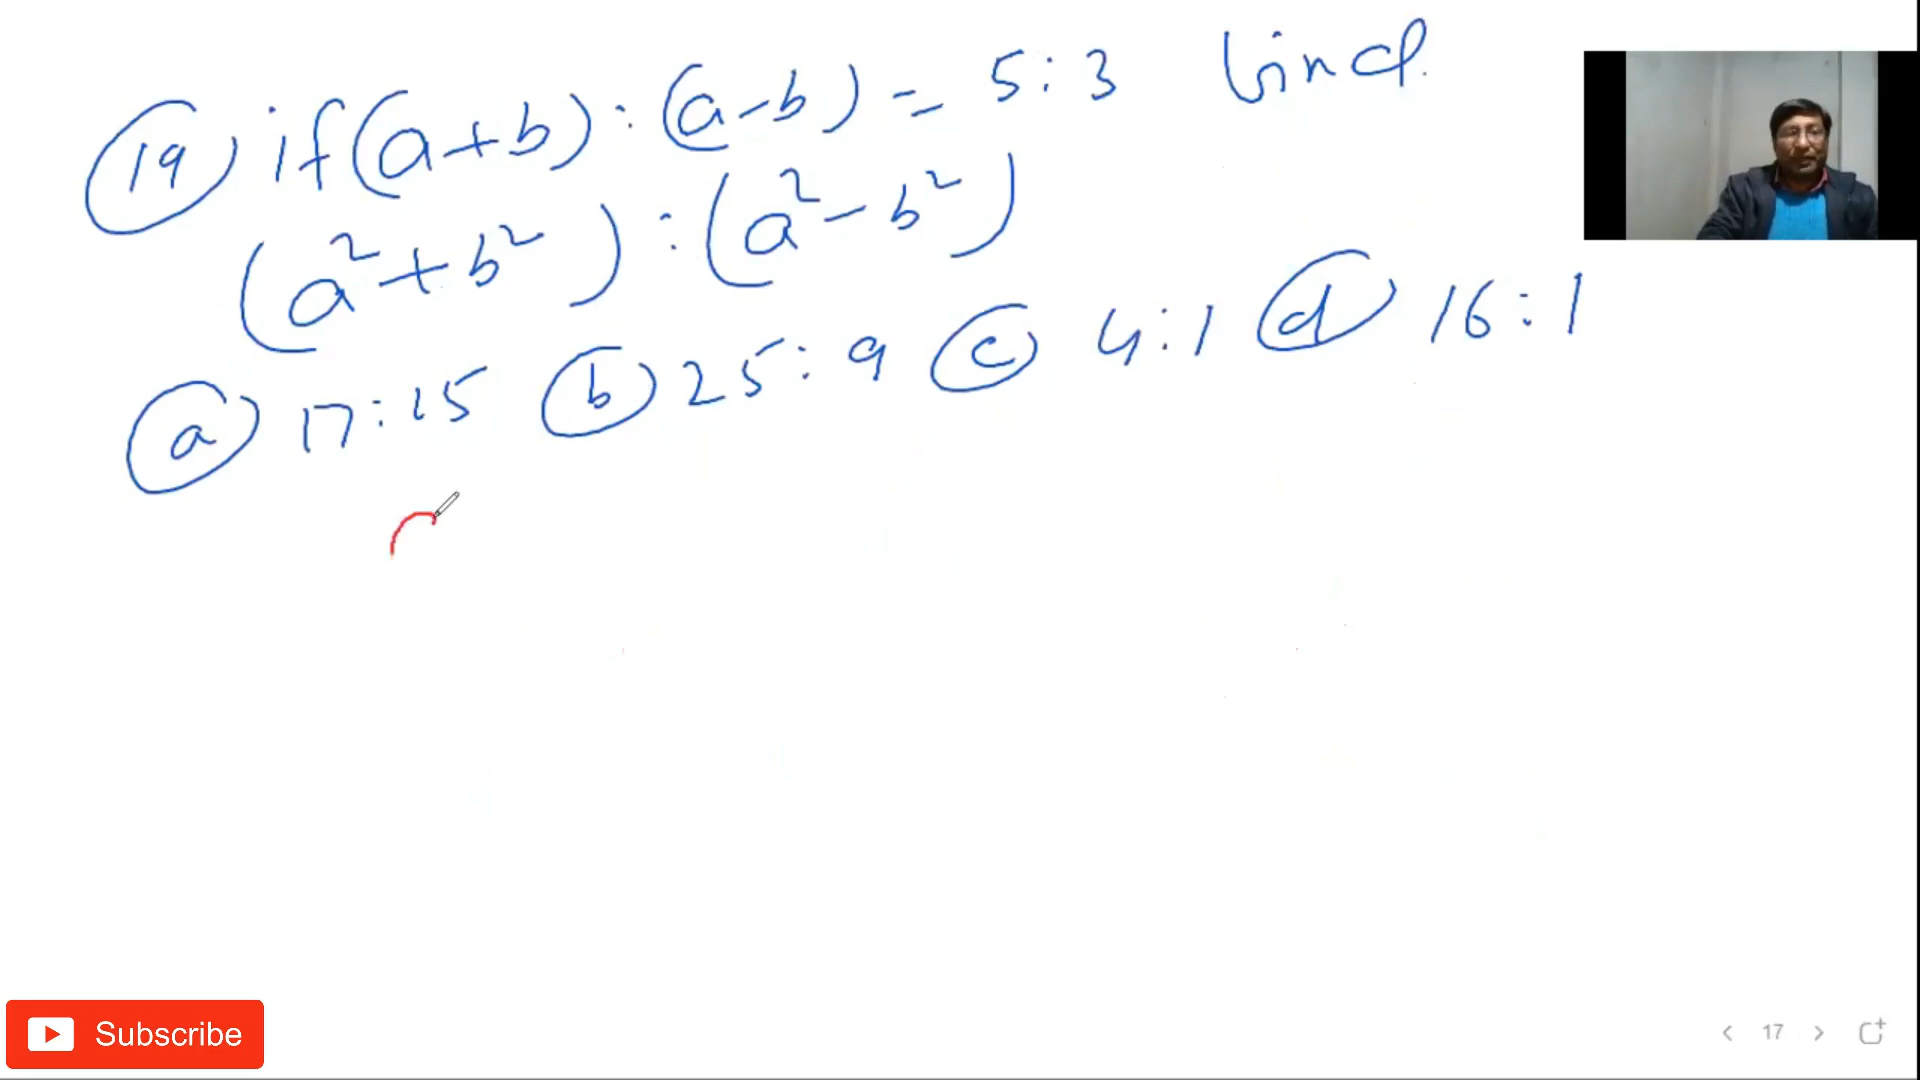 19 if (a+b) : (a-b) = 5 : 3 find
(a² + b²) : (a² - b²)
a 17 : 15 b 25 : 9 c 4 : 1 d 16 : 1
Subscribe
< 17 >